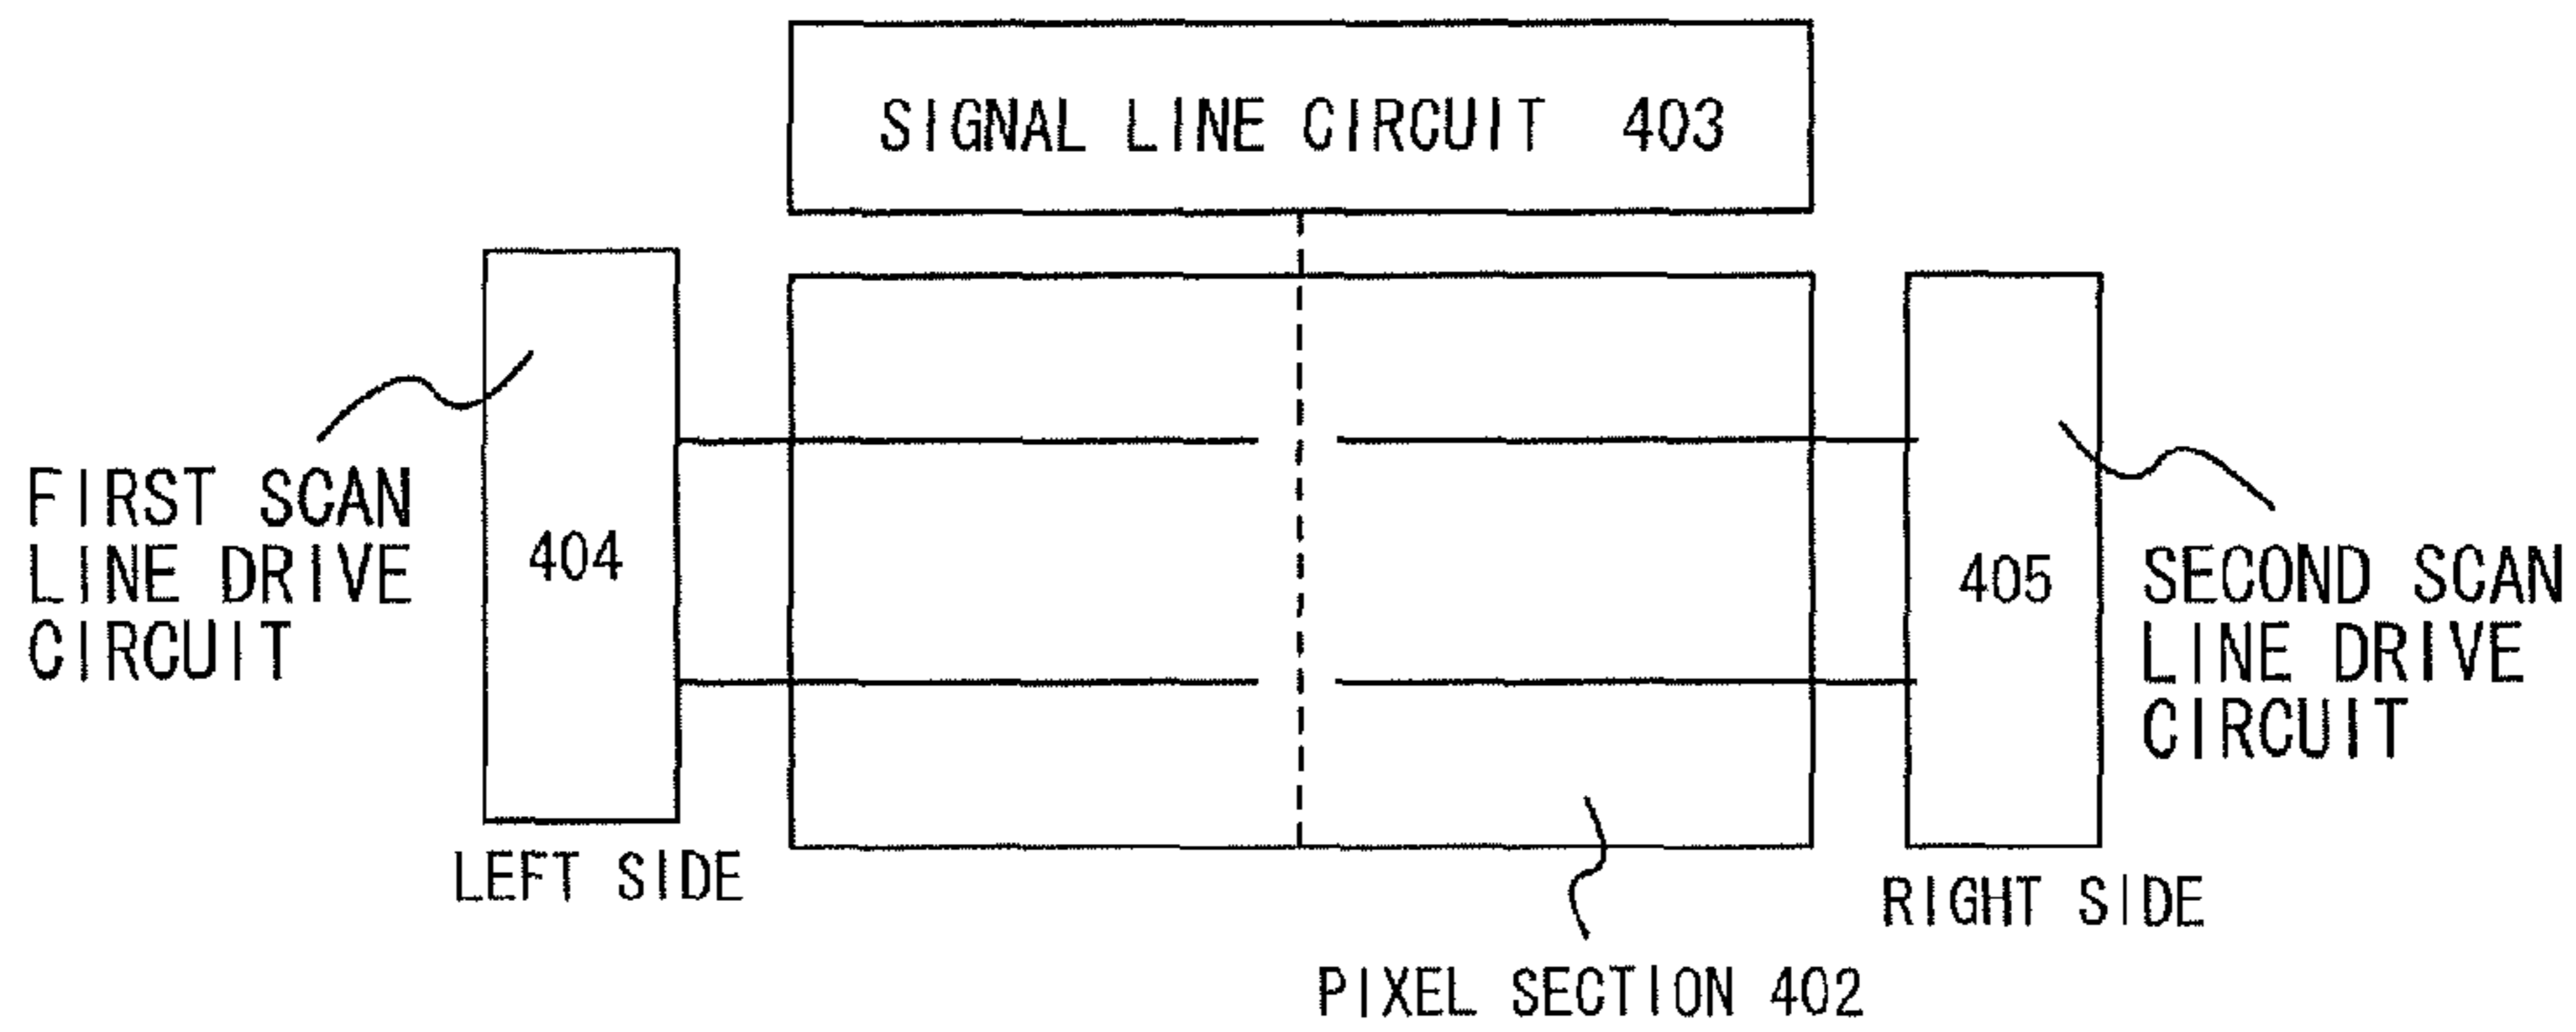 SIGNAL LINE CIRCUIT 403
FIRST SCAN
LINE DRIVE
CIRCUIT
404
LEFT SIDE
405
SECOND SCAN
LINE DRIVE
CIRCUIT
RIGHT SIDE
PIXEL SECTION 402